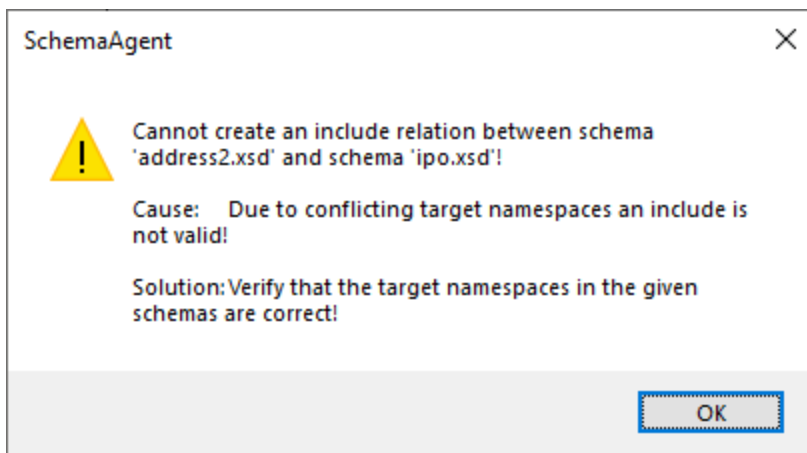 SchemaAgent
Cannot create an include relation between schema
'address2.xsd' and schema 'ipo.xsd'!
Cause: Due to conflicting target namespaces an include is
not valid!
Solution: Verify that the target namespaces in the given
schemas are correct!
OK